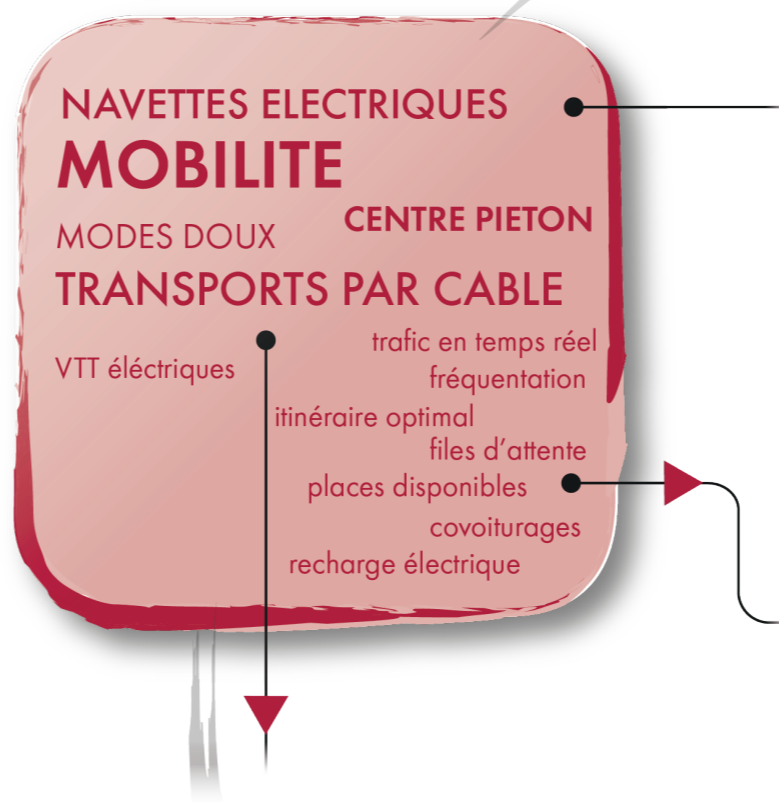 NAVETTES ELECTRIQUES
MOBILITE
CENTRE PIETON
MODES DOUX
TRANSPORTS PAR CABLE
trafic en temps réel
VTT éléctriques
fréquentation
itinéraire optimal
files d’attente
places disponibles
covoiturages
recharge électrique